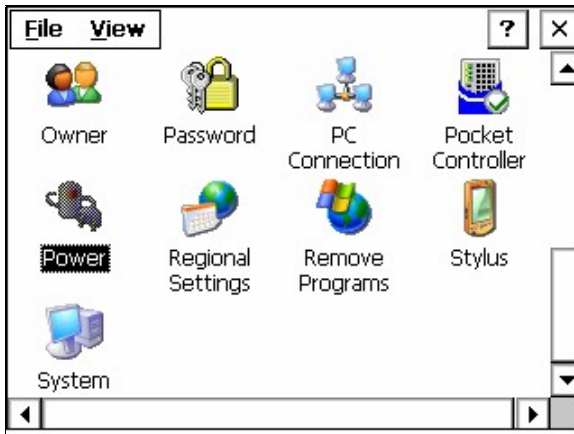 File View ?
Owner Password PC Connection Pocket Controller
Power Regional Settings Remove Programs Stylus
System